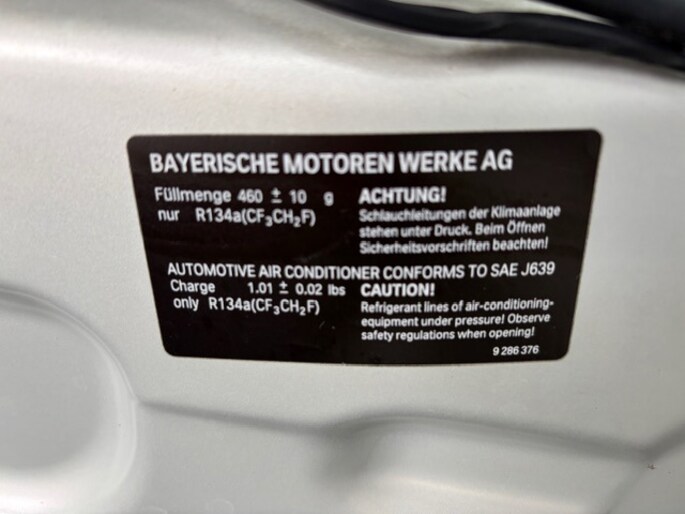 BAYERISCHE MOTOREN WERKE AG
Füllmenge 460 ± 10 g
nur R134a(CF₃CH₂F)
ACHTUNG!
Schlauchleitungen der Klimaanlage
stehen unter Druck. Beim Öffnen
Sicherheitsvorschriften beachten!
AUTOMOTIVE AIR CONDITIONER CONFORMS TO SAE J639
Charge 1.01 ± 0.02 lbs
only R134a(CF₃CH₂F)
CAUTION!
Refrigerant lines of air-conditioning-
equipment under pressure! Observe
safety regulations when opening!
9 286 376